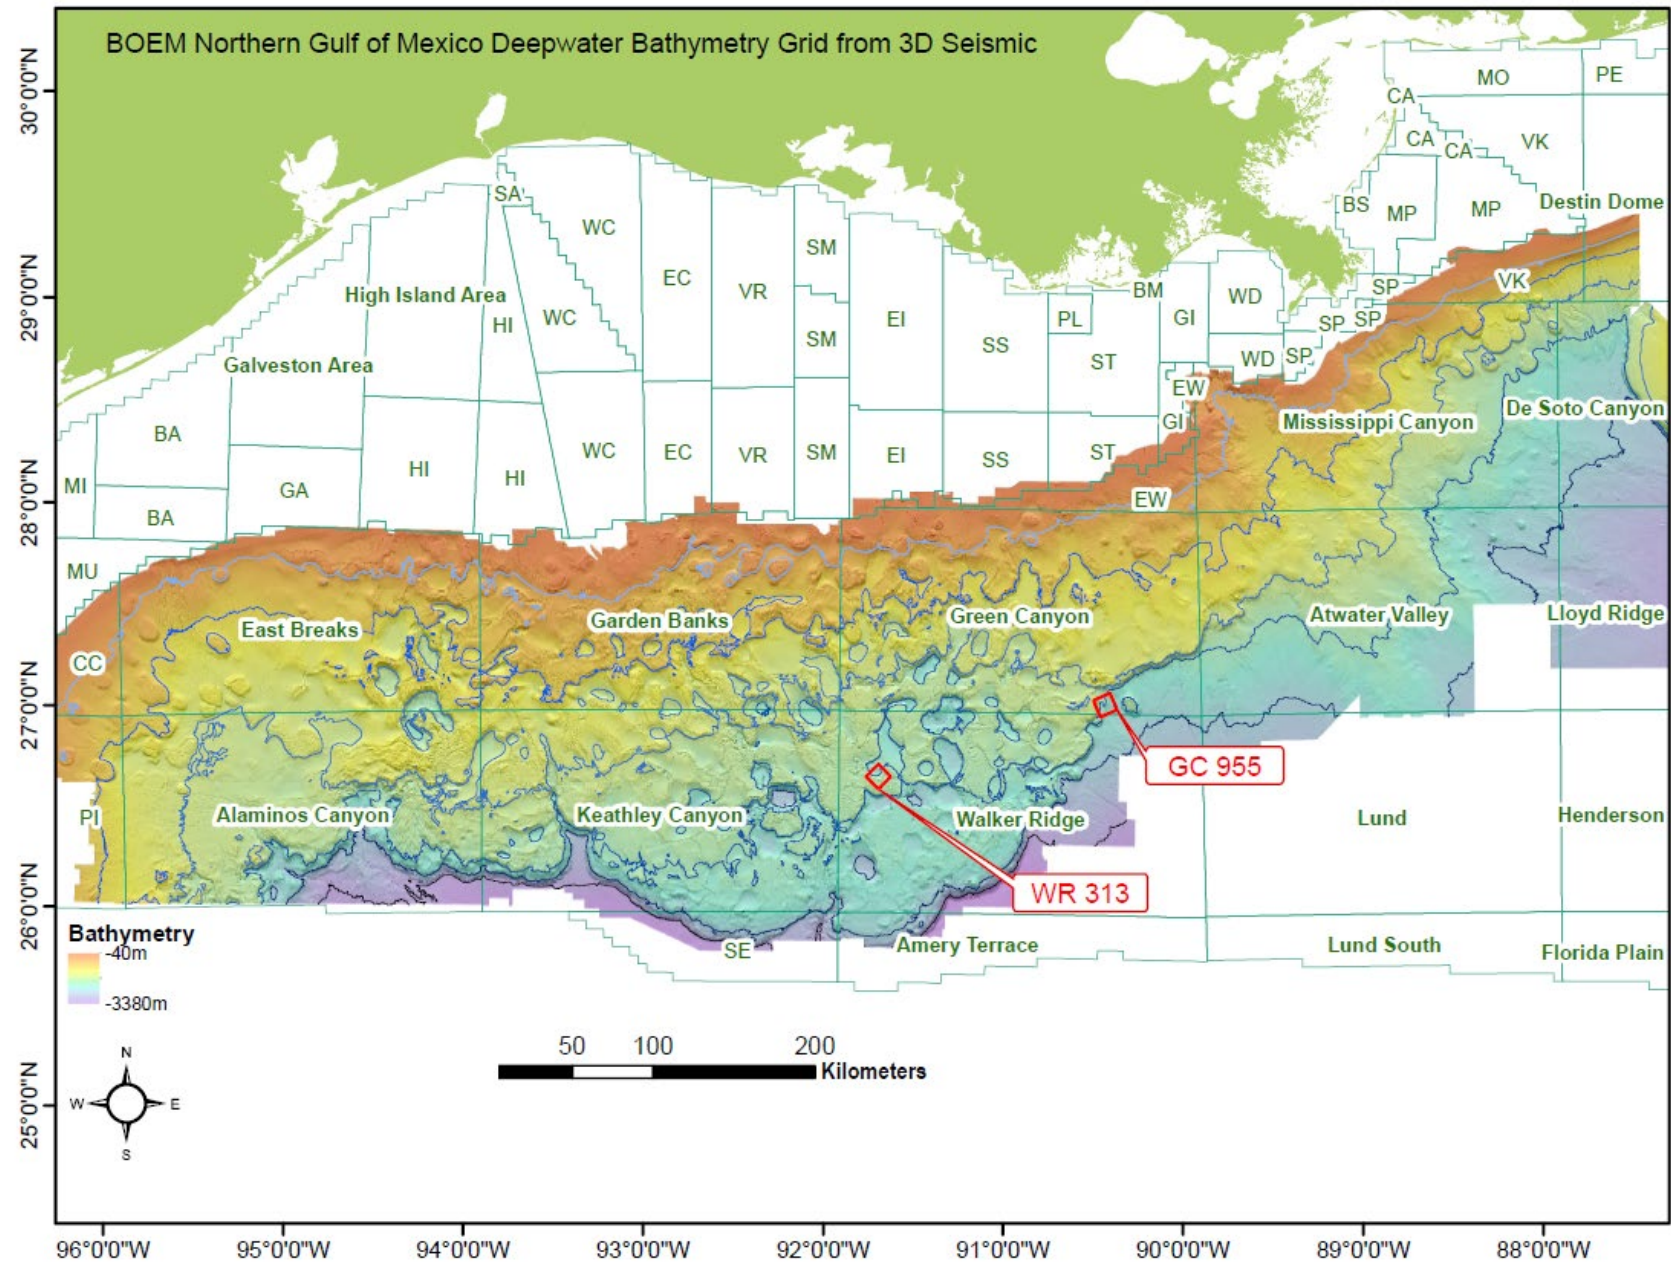 BOEM Northern Gulf of Mexico Deepwater Bathymetry Grid from 3D Seismic
30°0'0"N
29°0'0"N
28°0'0"N
27°0'0"N
26°0'0"N
25°0'0"N
MO
PE
CA
CA
CA
VK
SA
BS
MP
MP
Destin Dome
WC
SM
EC
VR
High Island Area
HI
WC
BM
WD
SP
VK
EI
PL
GI
SP
SP
SM
SS
ST
WD
SP
Galveston Area
EW
GI
Mississippi Canyon
De Soto Canyon
BA
WC
EC
VR
SM
EI
SS
ST
HI
HI
MI
GA
BA
EW
MU
East Breaks
Garden Banks
Green Canyon
Atwater Valley
Lloyd Ridge
CC
GC 955
PI
Alaminos Canyon
Keathley Canyon
Walker Ridge
Lund
Henderson
WR 313
SE
Amery Terrace
Lund South
Florida Plain
Bathymetry
-40m
-3380m
N
W
E
S
50
100
200
Kilometers
96°0'0"W
95°0'0"W
94°0'0"W
93°0'0"W
92°0'0"W
91°0'0"W
90°0'0"W
89°0'0"W
88°0'0"W